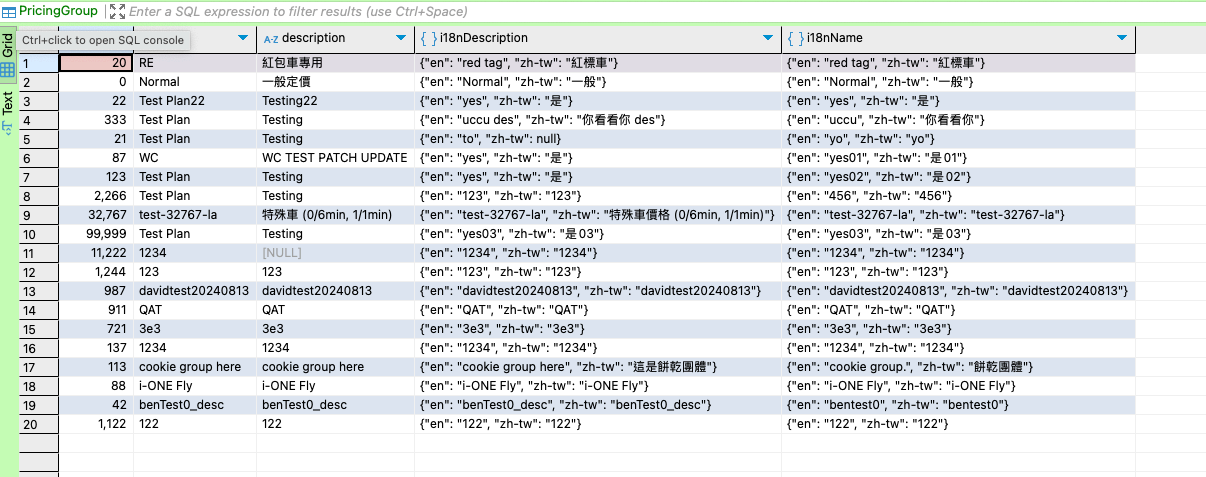 PricingGroup Enter a SQL expression to filter results (use Ctrl+Space)
Ctrl+click to open SQL console
A-Z description {} i18nDescription {} i18nName
Grid
Text
1 20 RE 紅包車專用 {"en": "red tag", "zh-tw": "紅標車"} {"en": "red tag", "zh-tw": "紅標車"}
2 0 Normal 一般定價 {"en": "Normal", "zh-tw": "一般"} {"en": "Normal", "zh-tw": "一般"}
3 22 Test Plan22 Testing22 {"en": "yes", "zh-tw": "是"} {"en": "yes", "zh-tw": "是"}
4 333 Test Plan Testing {"en": "uccu des", "zh-tw": "你看看你 des"} {"en": "uccu", "zh-tw": "你看看你"}
5 21 Test Plan Testing {"en": "to", "zh-tw": null} {"en": "yo", "zh-tw": "yo"}
6 87 WC WC TEST PATCH UPDATE {"en": "yes", "zh-tw": "是"} {"en": "yes01", "zh-tw": "是01"}
7 123 Test Plan Testing {"en": "yes", "zh-tw": "是"} {"en": "yes02", "zh-tw": "是02"}
8 2,266 Test Plan Testing {"en": "123", "zh-tw": "123"} {"en": "456", "zh-tw": "456"}
9 32,767 test-32767-la 特殊車 (0/6min, 1/1min) {"en": "test-32767-la", "zh-tw": "特殊車價格 (0/6min, 1/1min)"} {"en": "test-32767-la", "zh-tw": "test-32767-la"}
10 99,999 Test Plan Testing {"en": "yes03", "zh-tw": "是03"} {"en": "yes03", "zh-tw": "是03"}
11 11,222 1234 [NULL] {"en": "1234", "zh-tw": "1234"} {"en": "1234", "zh-tw": "1234"}
12 1,244 123 123 {"en": "123", "zh-tw": "123"} {"en": "123", "zh-tw": "123"}
13 987 davidtest20240813 davidtest20240813 {"en": "davidtest20240813", "zh-tw": "davidtest20240813"} {"en": "davidtest20240813", "zh-tw": "davidtest20240813"}
14 911 QAT QAT {"en": "QAT", "zh-tw": "QAT"} {"en": "QAT", "zh-tw": "QAT"}
15 721 3e3 3e3 {"en": "3e3", "zh-tw": "3e3"} {"en": "3e3", "zh-tw": "3e3"}
16 137 1234 1234 {"en": "1234", "zh-tw": "1234"} {"en": "1234", "zh-tw": "1234"}
17 113 cookie group here cookie group here {"en": "cookie group here", "zh-tw": "這是餅乾團體"} {"en": "cookie group.", "zh-tw": "餅乾團體"}
18 88 i-ONE Fly i-ONE Fly {"en": "i-ONE Fly", "zh-tw": "i-ONE Fly"} {"en": "i-ONE Fly", "zh-tw": "i-ONE Fly"}
19 42 benTest0_desc benTest0_desc {"en": "benTest0_desc", "zh-tw": "benTest0_desc"} {"en": "bentest0", "zh-tw": "bentest0"}
20 1,122 122 122 {"en": "122", "zh-tw": "122"} {"en": "122", "zh-tw": "122"}